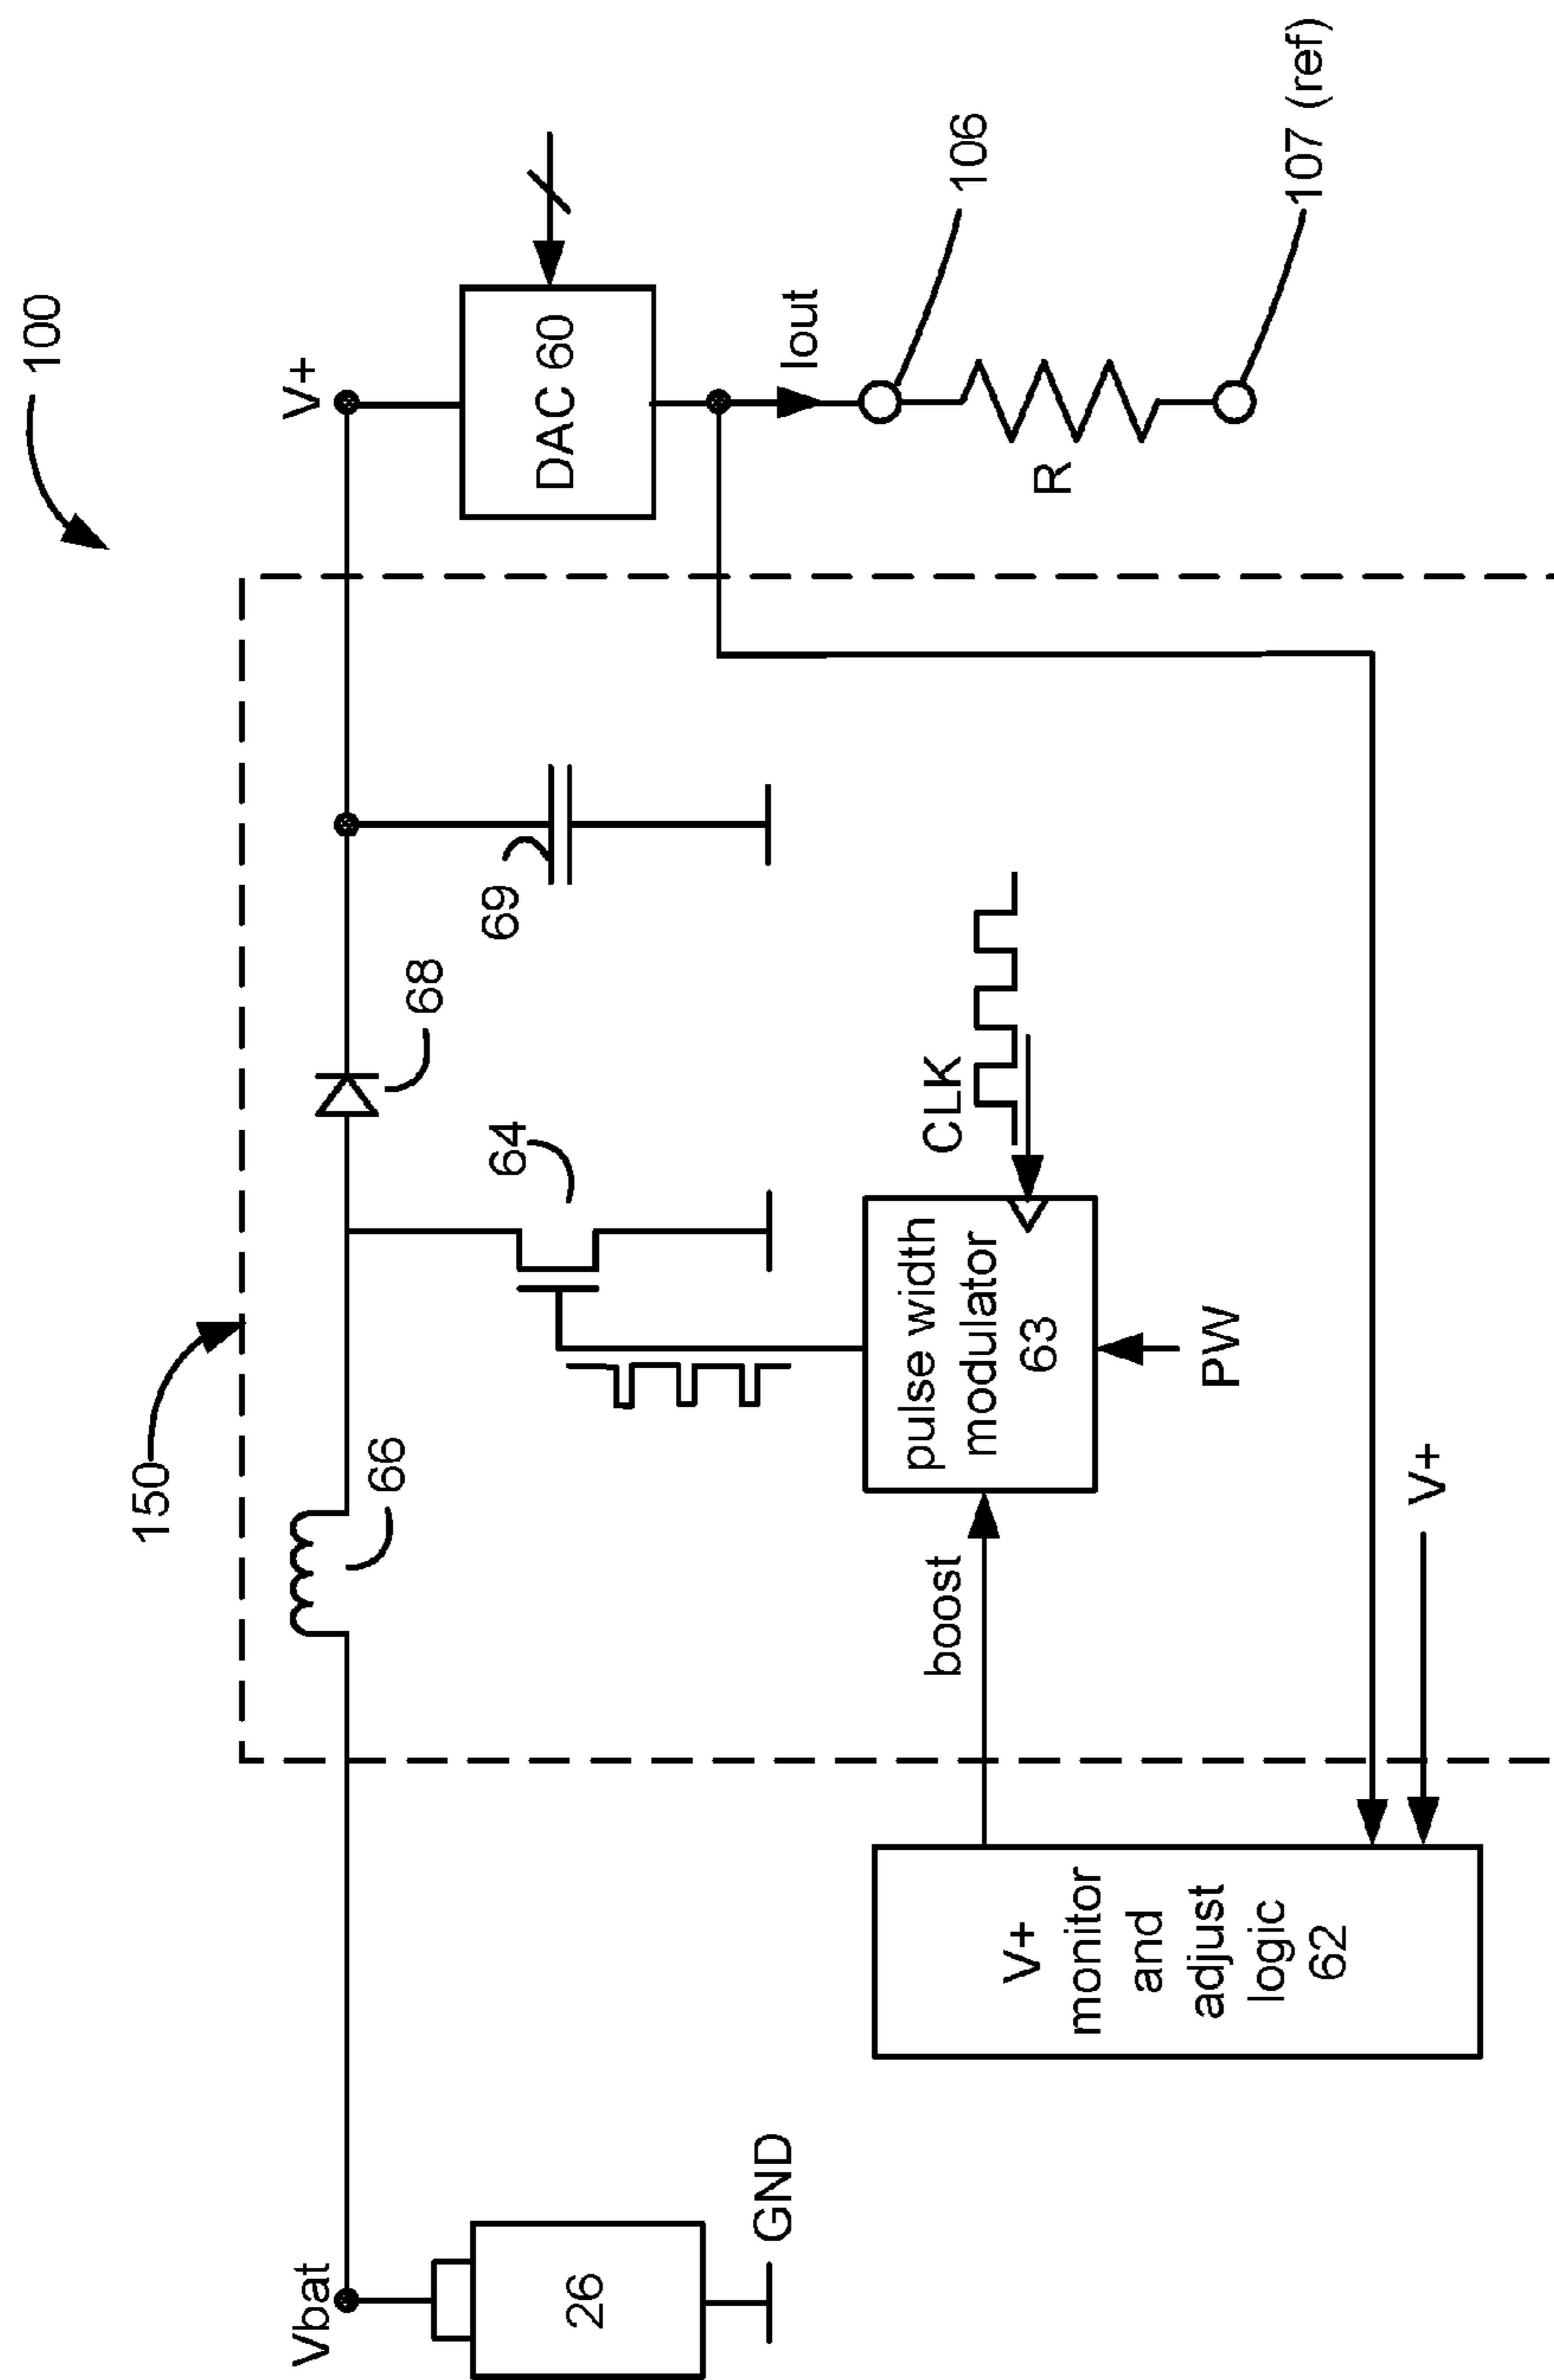 100
150
Vbat
66
68
V+
64
69
DAC 60
26
GND
Iout
boost
pulse width
modulator
63
CLK
106
R
V+
monitor
and
adjust
logic
62
PW
107 (ref)
V+